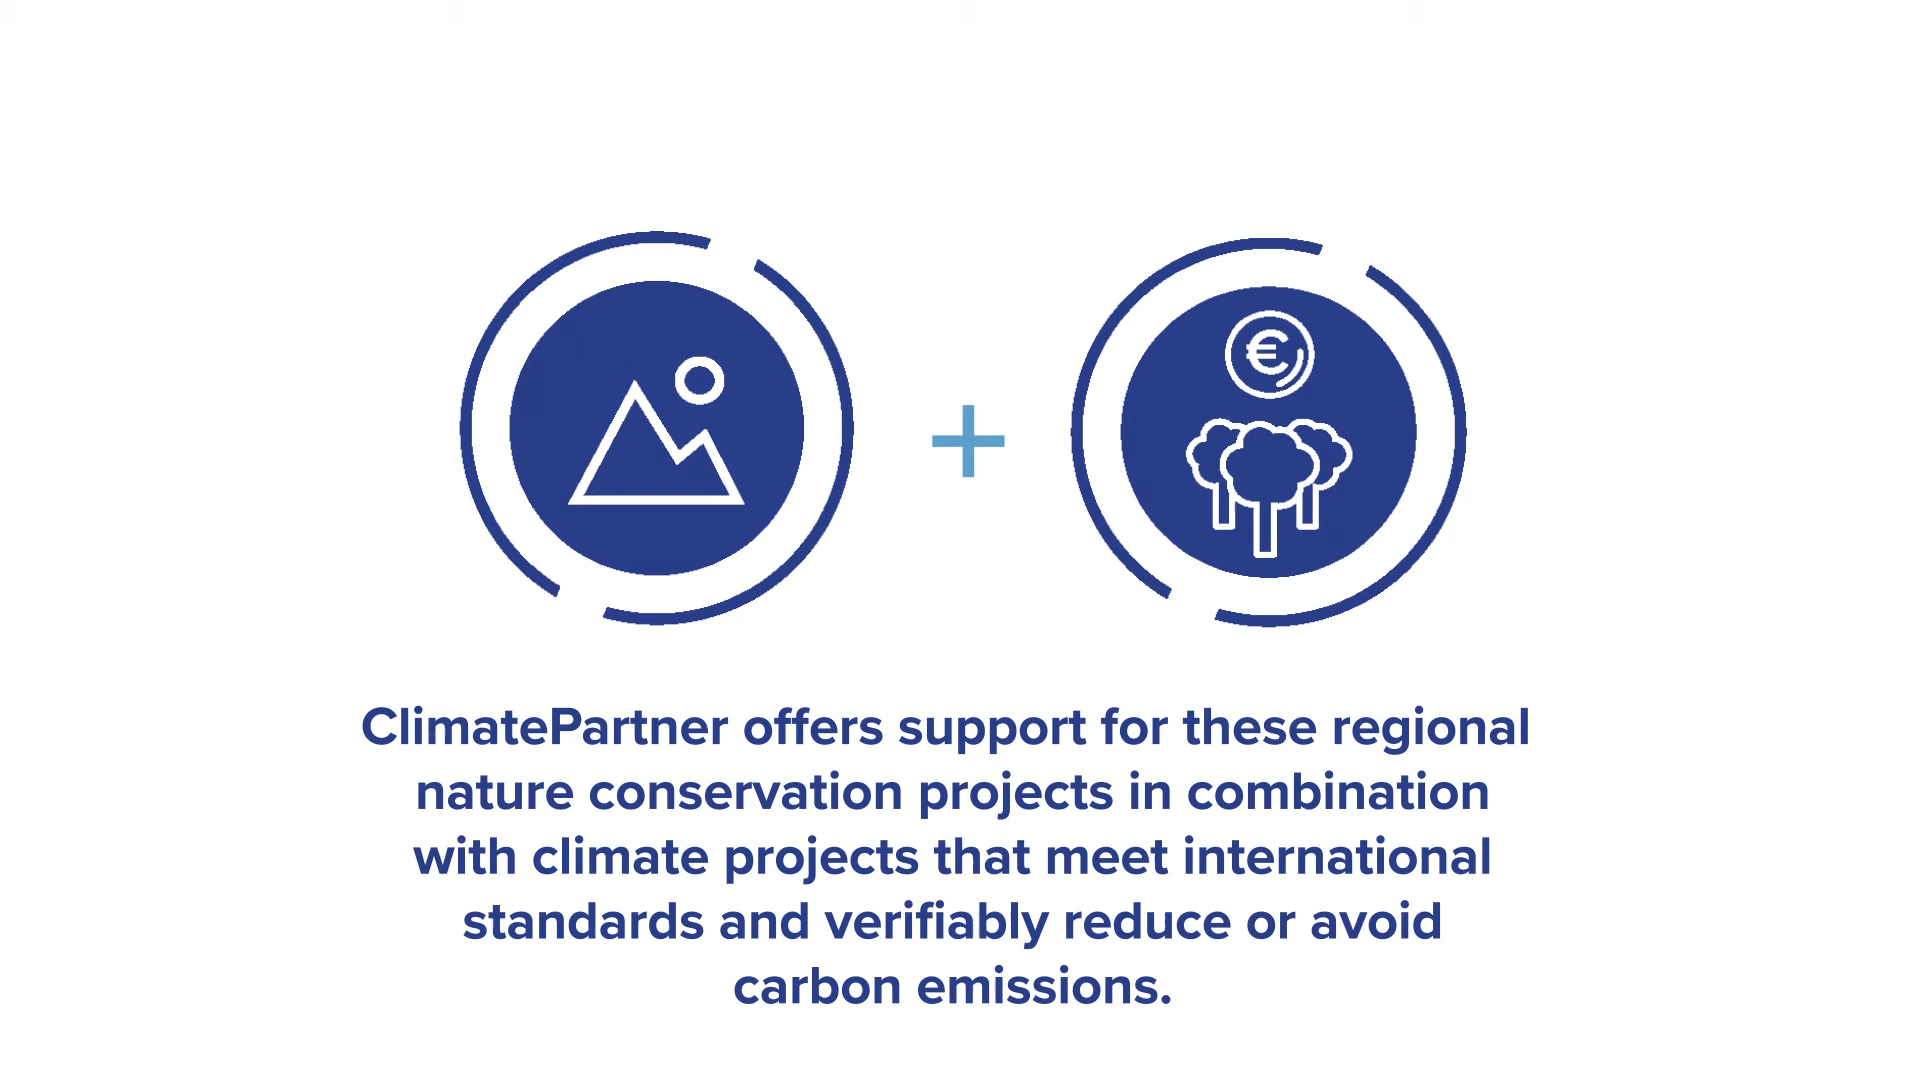 €
ClimatePartner offers support for these regional
nature conservation projects in combination
with climate projects that meet international
standards and verifiably reduce or avoid
carbon emissions.